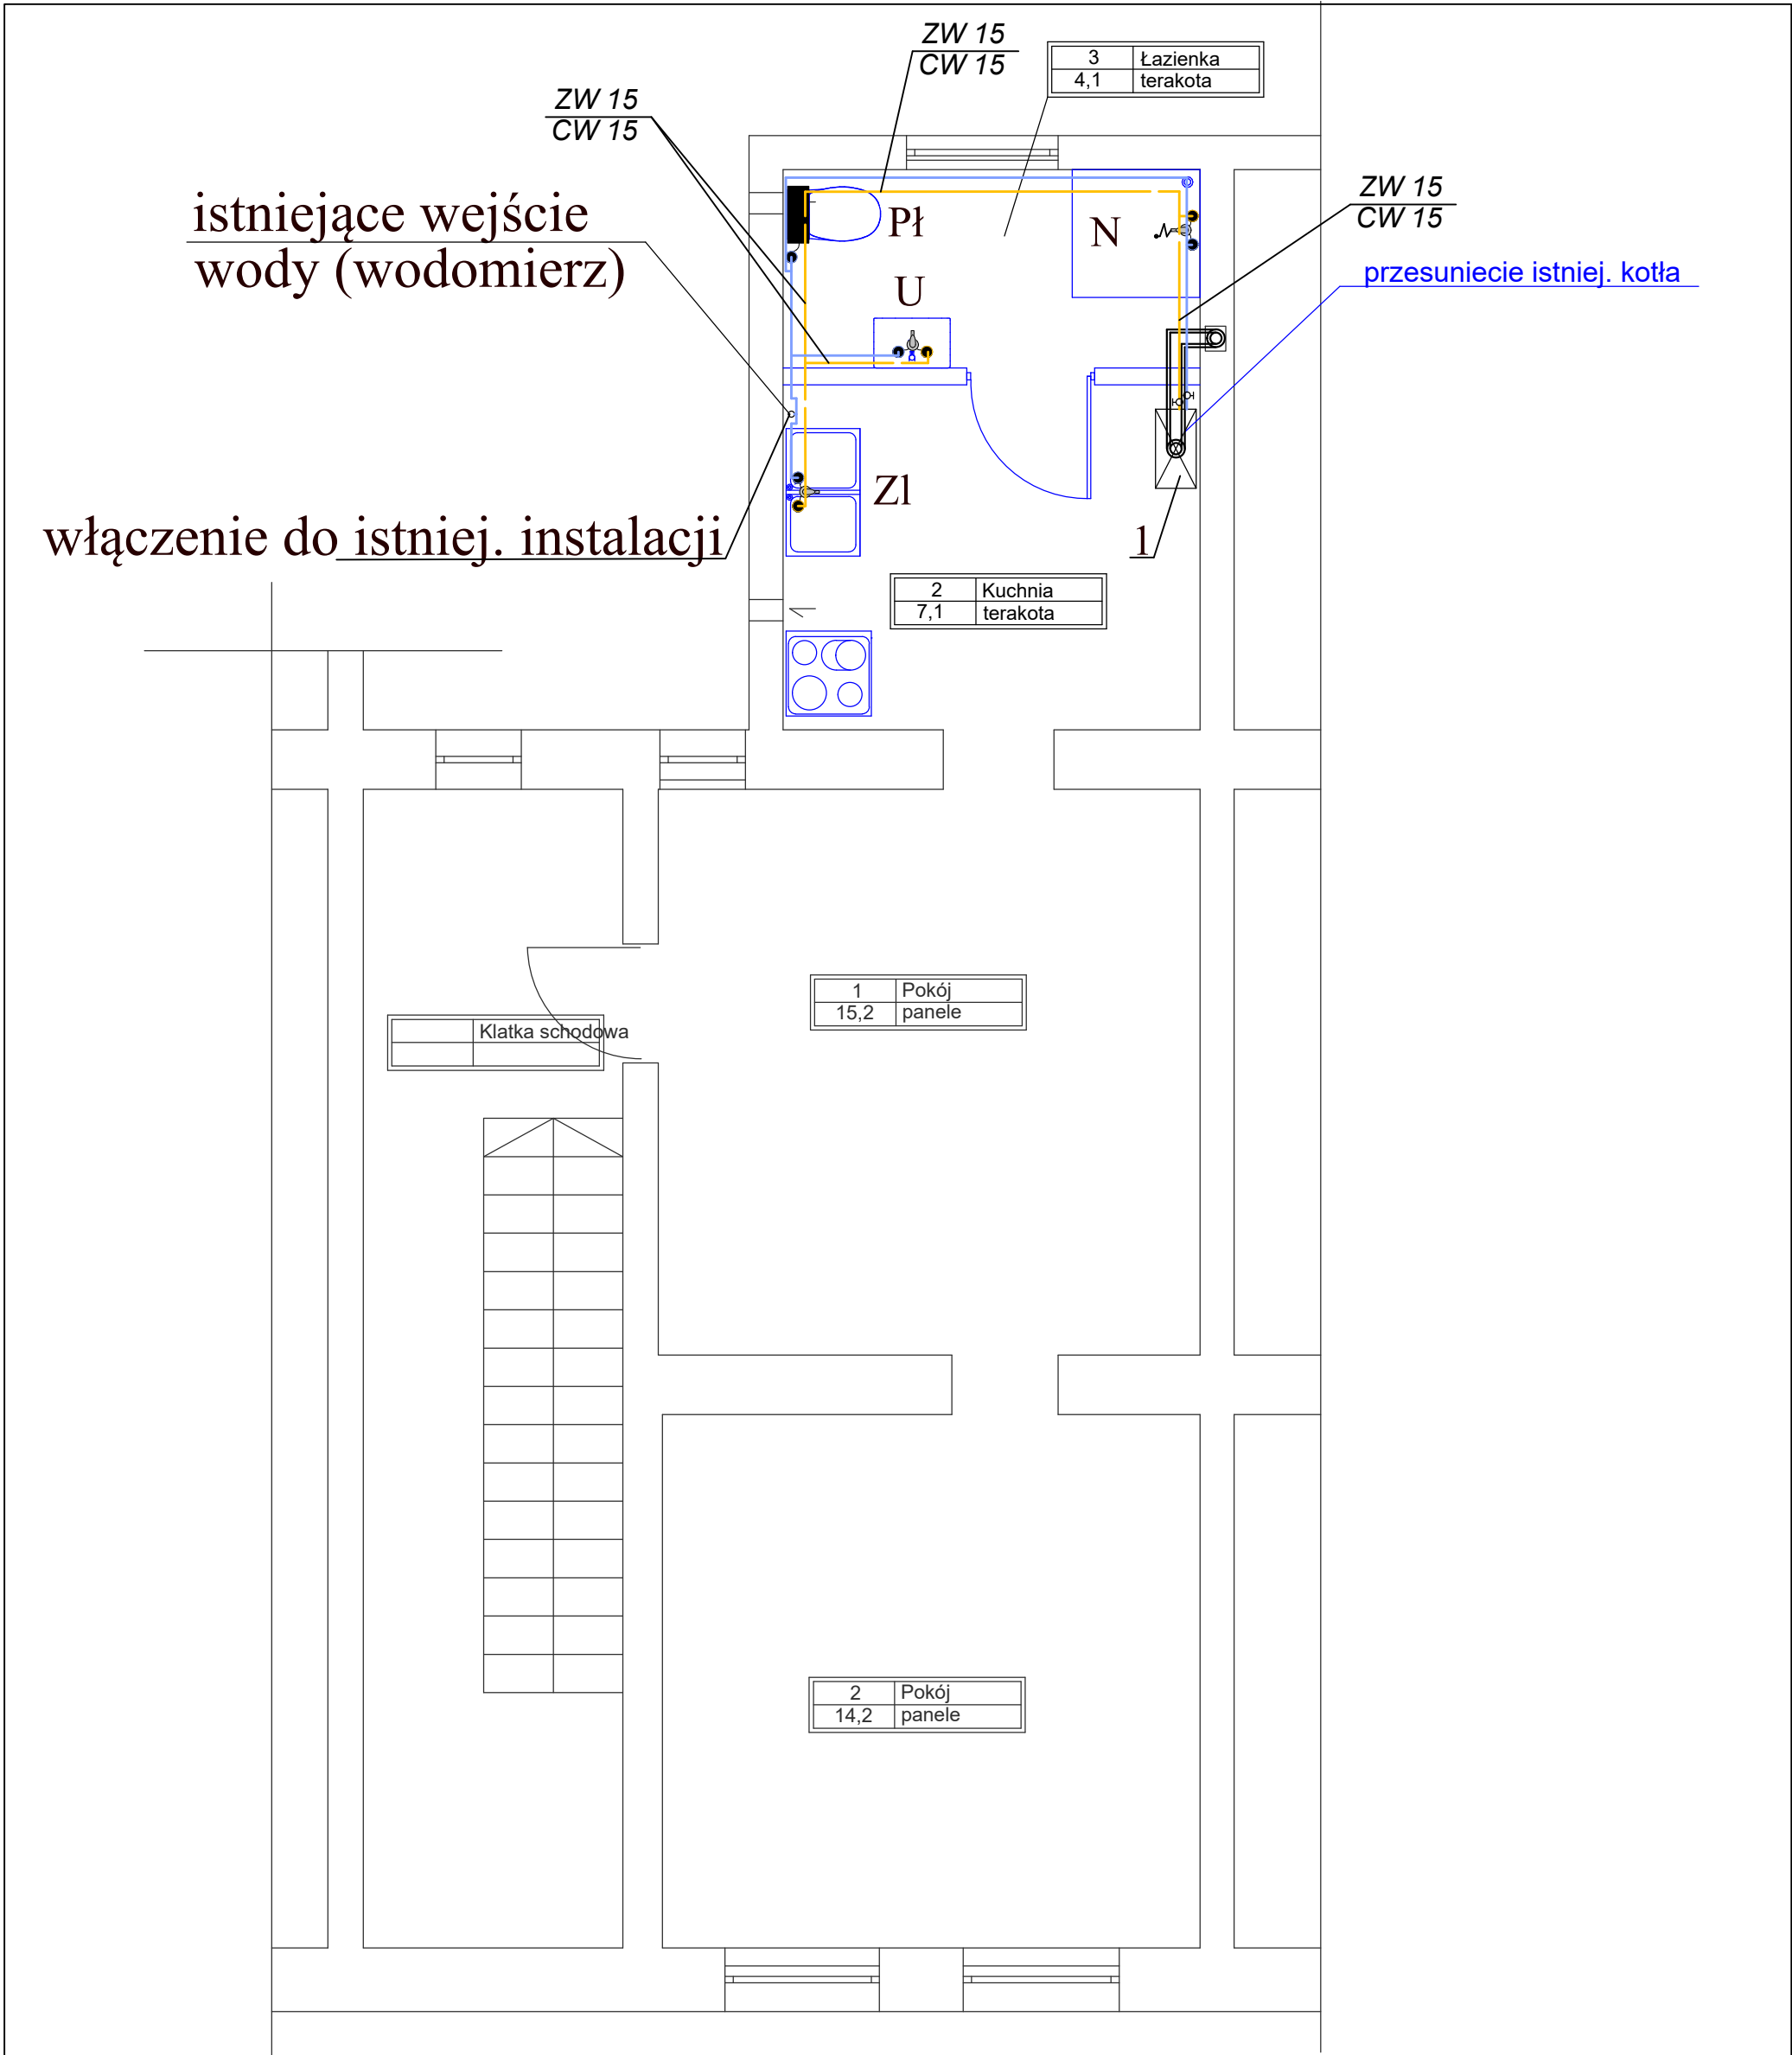 ZW 15
CW 15
3 Łazienka
4,1 terakota
ZW 15
CW 15
ZW 15
CW 15
istniejące wejście
wody (wodomierz)
Pł
N
przesuniecie istniej. kotła
U
Zl
włączenie do istniej. instalacji
1
2 Kuchnia
7,1 terakota
1 Pokój
15,2 panele
Klatka schodowa
2 Pokój
14,2 panele